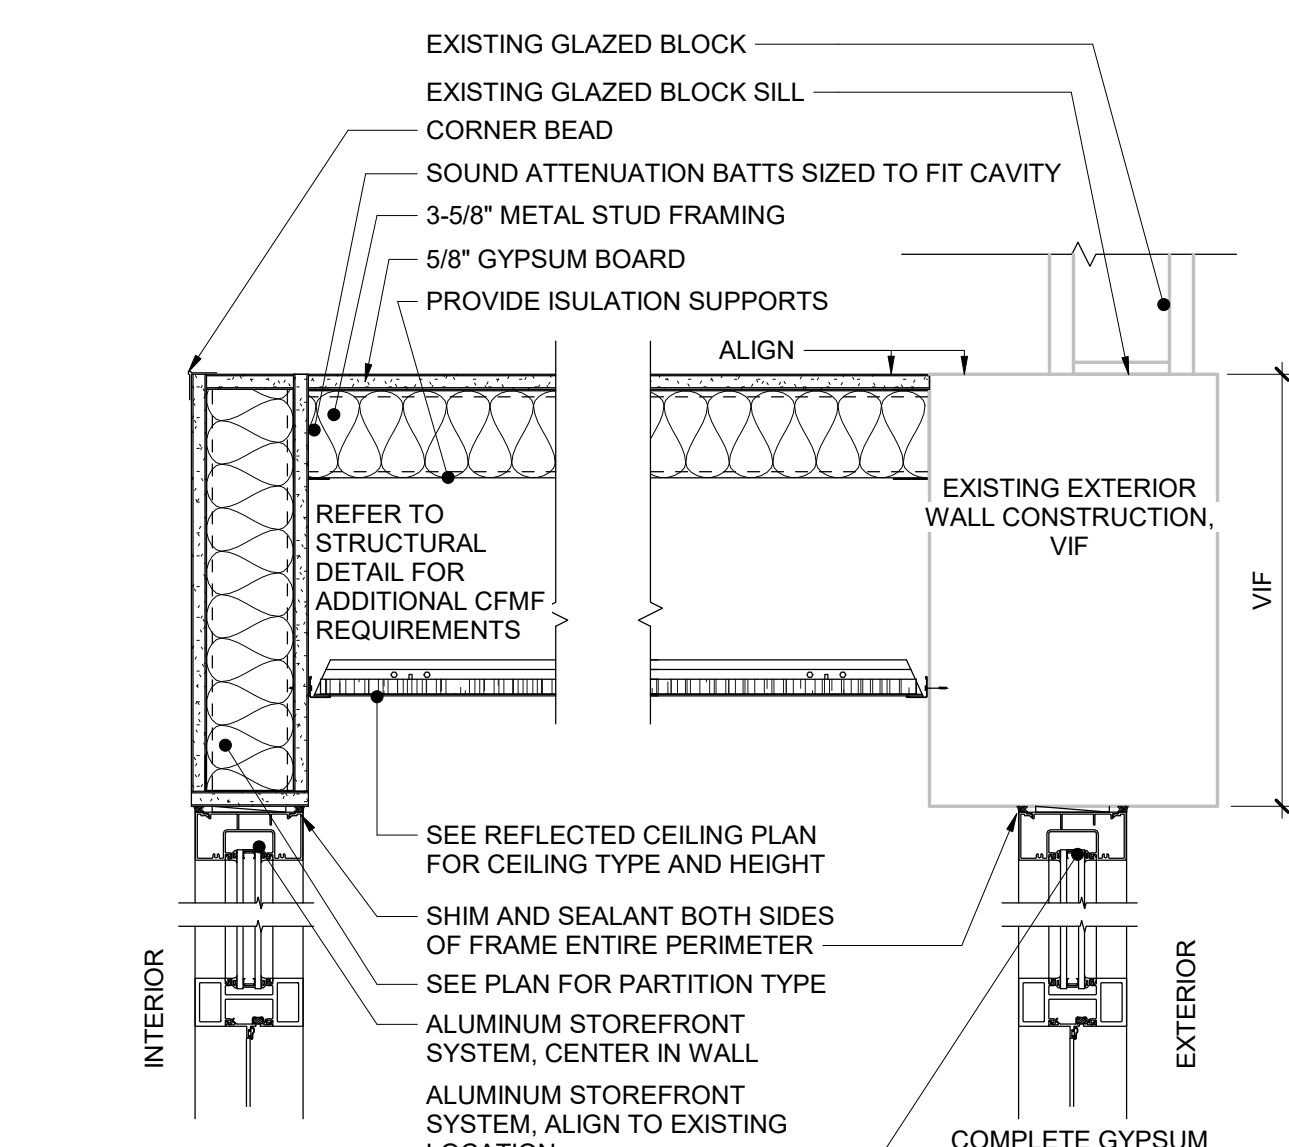 EXISTING GLAZED BLOCK
EXISTING GLAZED BLOCK SILL
CORNER BEAD
SOUND ATTENUATION BATTS SIZED TO FIT CAVITY
3-5/8" METAL STUD FRAMING
5/8" GYPSUM BOARD
PROVIDE ISULATION SUPPORTS
ALIGN
EXISTING EXTERIOR
WALL CONSTRUCTION,
VIF
VIF
REFER TO
STRUCTURAL
DETAIL FOR
ADDITIONAL CFMF
REQUIREMENTS
SEE REFLECTED CEILING PLAN
FOR CEILING TYPE AND HEIGHT
SHIM AND SEALANT BOTH SIDES
OF FRAME ENTIRE PERIMETER
SEE PLAN FOR PARTITION TYPE
INTERIOR
EXTERIOR
ALUMINUM STOREFRONT
SYSTEM, CENTER IN WALL
ALUMINUM STOREFRONT
SYSTEM, ALIGN TO EXISTING
LOCATION
COMPLETE GYPSUM